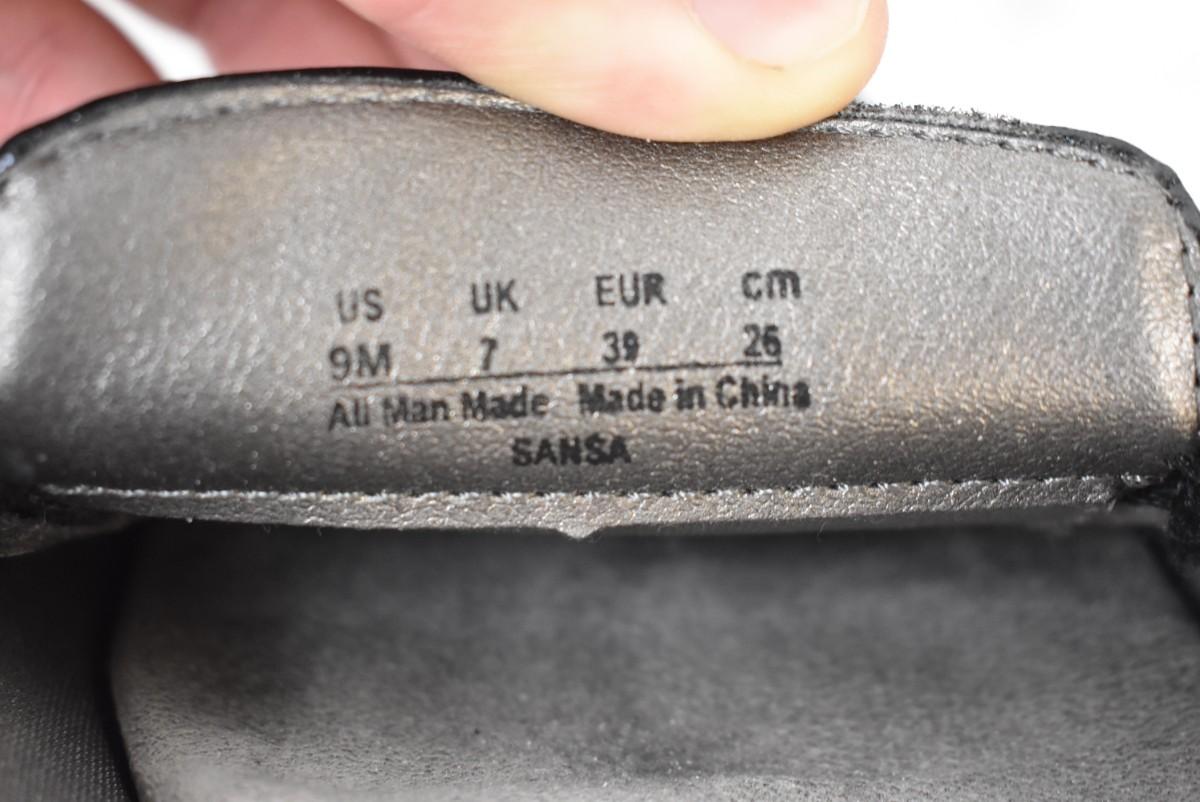 US UK EUR cm
9M 7 39 26
All Man Made Made in China
SANSA